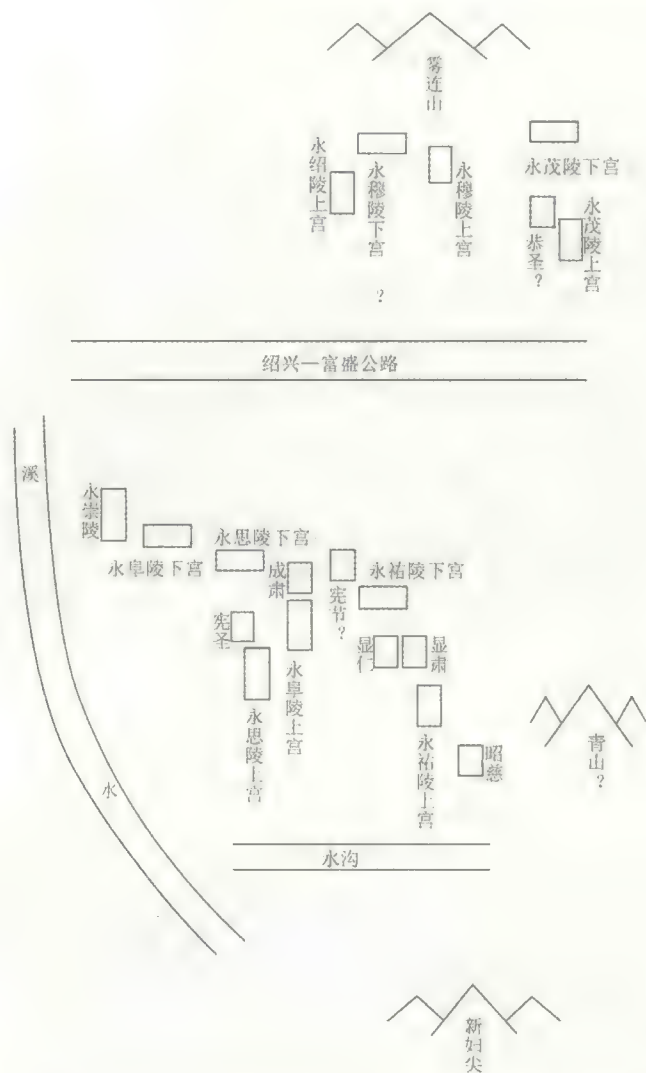 雾连山
永绍陵上宫
永穆陵下宫 ?
永穆陵上宫
永茂陵下宫
恭圣?
永茂陵上宫
绍兴—富盛公路
溪
水
永崇陵
永阜陵下宫
永思陵下宫
成肃
宪节?
永祐陵下宫
宪圣
永思陵上宫
永阜陵上宫
显仁
显肃
永祐陵上宫
昭慈
青山?
水沟
新妇尖